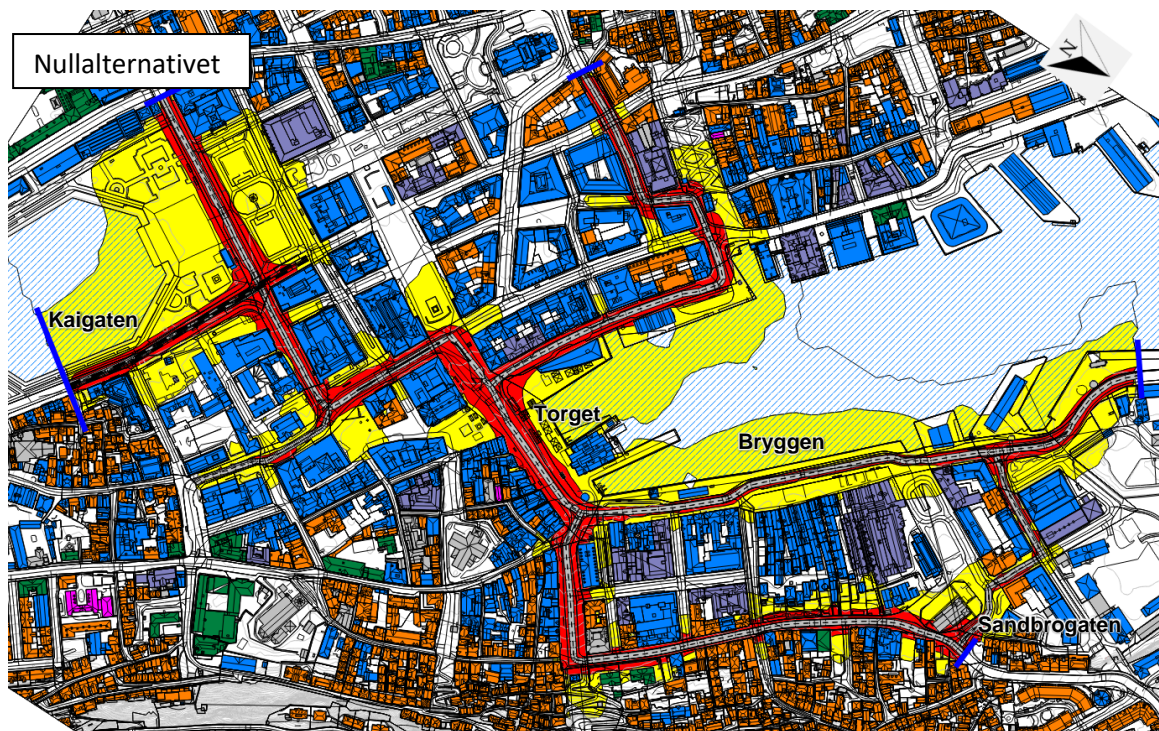 Nullalternativet
N
Kaigaten
Torget
Bryggen
Sandbrogaten